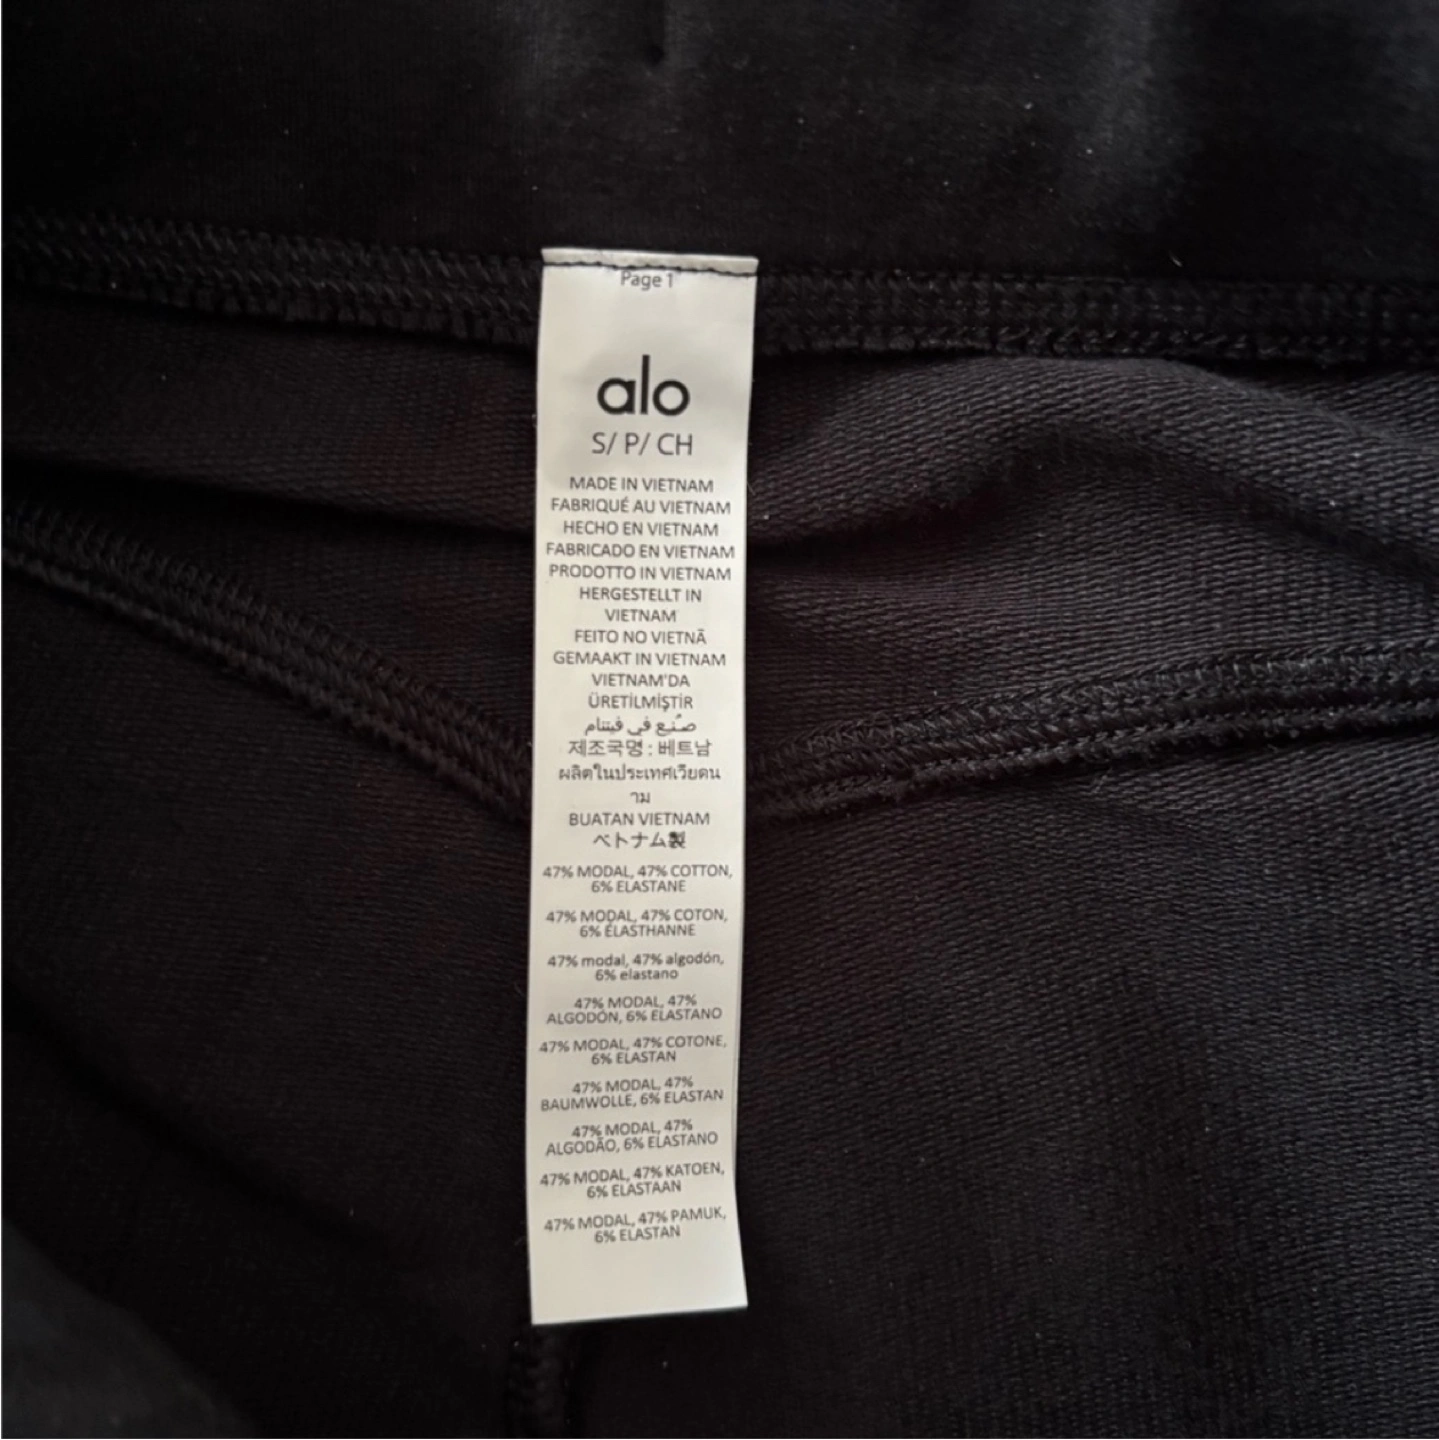 Page 1
alo
S/ P/ CH
MADE IN VIETNAM
FABRIQUÉ AU VIETNAM
HECHO EN VIETNAM
FABRICADO EN VIETNAM
PRODOTTO IN VIETNAM
HERGESTELLT IN
VIETNAM
FEITO NO VIETNÃ
GEMAAKT IN VIETNAM
VIETNAM'DA
ÜRETİLMİŞTİR
صُنِع في فيتنام
제조국명 : 베트남
ผลิตในประเทศเวียดน
าม
BUATAN VIETNAM
ベトナム製
47% MODAL, 47% COTTON,
6% ELASTANE
47% MODAL, 47% COTON,
6% ÉLASTHANNE
47% modal, 47% algodón,
6% elastano
47% MODAL, 47%
ALGODÓN, 6% ELASTANO
47% MODAL, 47% COTONE,
6% ELASTAN
47% MODAL, 47%
BAUMWOLLE, 6% ELASTAN
47% MODAL, 47%
ALGODÃO, 6% ELASTANO
47% MODAL, 47% KATOEN,
6% ELASTAAN
47% MODAL, 47% PAMUK,
6% ELASTAN